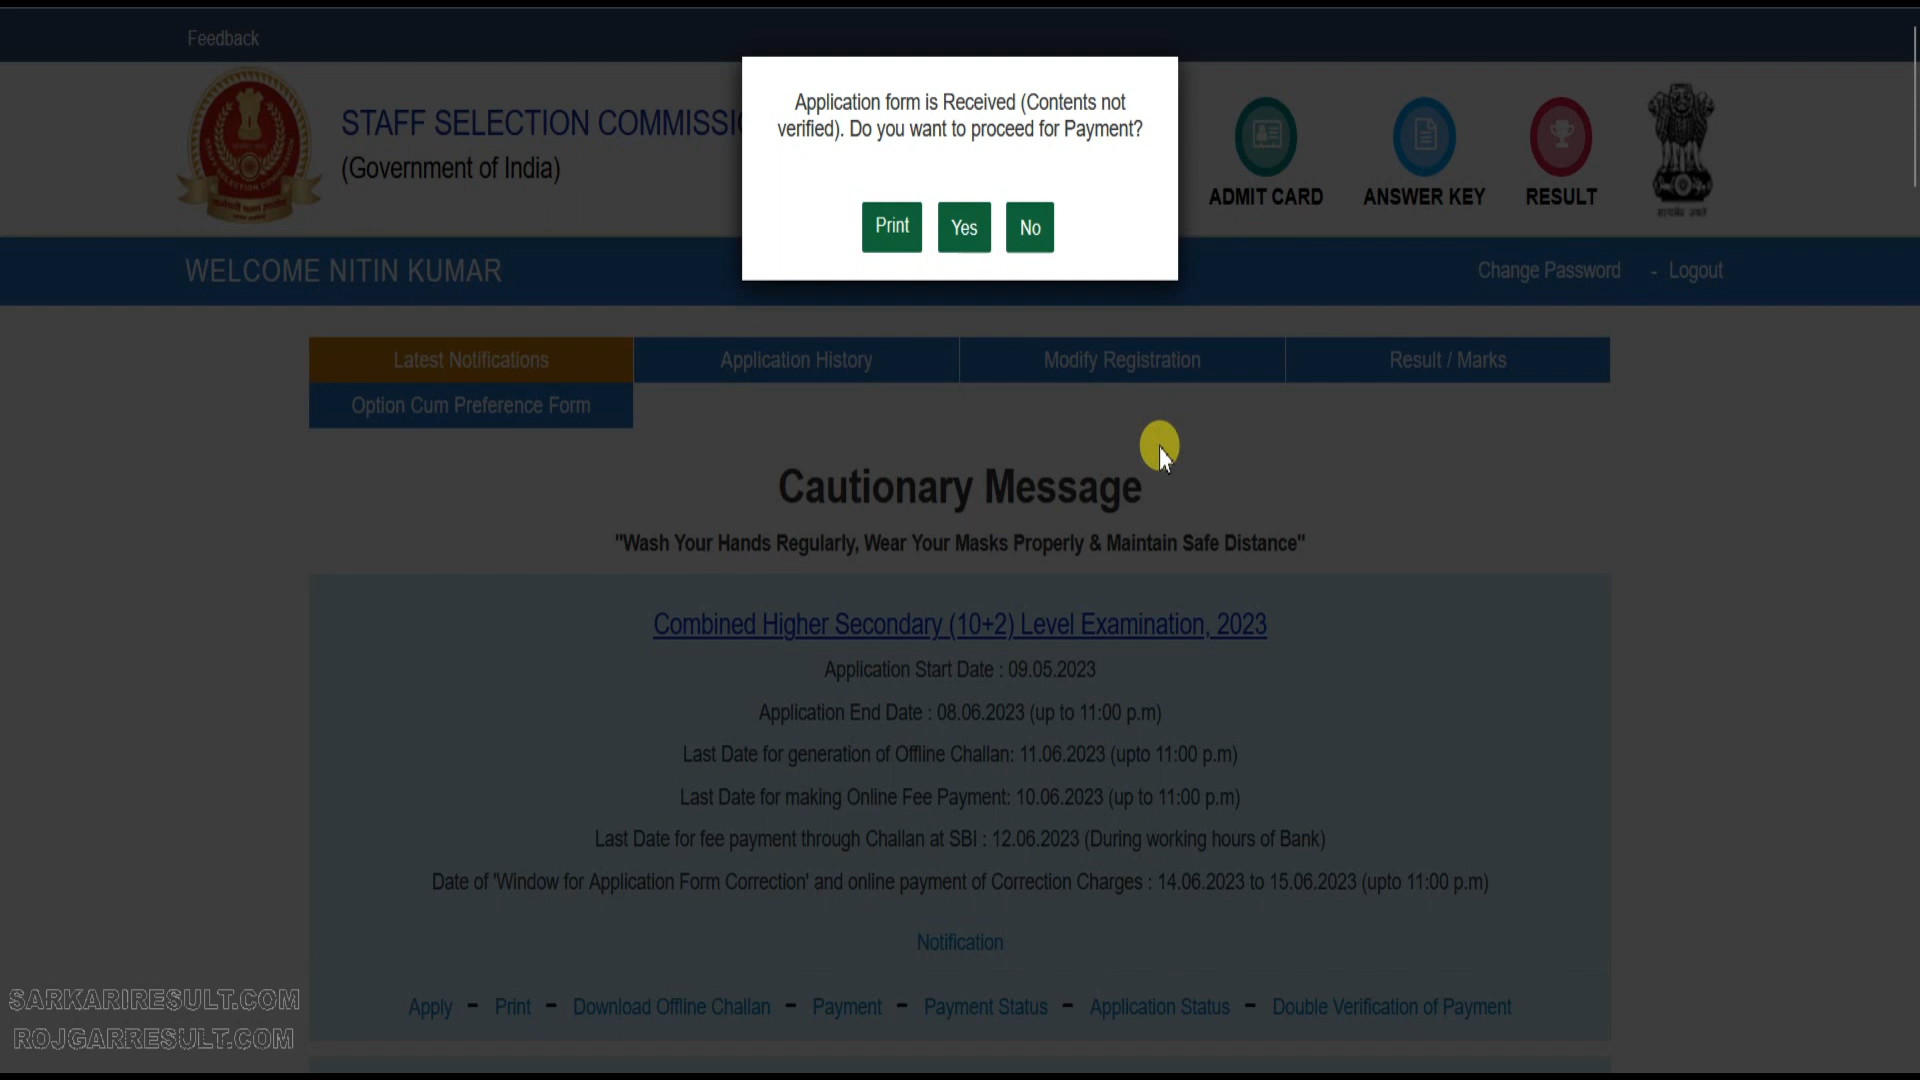 Feedback
STAFF SELECTION COMMISSI
(Government of India)
Application form is Received (Contents not
verified). Do you want to proceed for Payment?
Print Yes No
ADMIT CARD ANSWER KEY RESULT
सत्यमेव जयते
WELCOME NITIN KUMAR
Change Password - Logout
Latest Notifications Application History Modify Registration Result / Marks
Option Cum Preference Form
Cautionary Message
"Wash Your Hands Regularly, Wear Your Masks Properly & Maintain Safe Distance"
Combined Higher Secondary (10+2) Level Examination, 2023
Application Start Date : 09.05.2023
Application End Date : 08.06.2023 (up to 11:00 p.m)
Last Date for generation of Offline Challan: 11.06.2023 (upto 11:00 p.m)
Last Date for making Online Fee Payment: 10.06.2023 (up to 11:00 p.m)
Last Date for fee payment through Challan at SBI : 12.06.2023 (During working hours of Bank)
Date of 'Window for Application Form Correction' and online payment of Correction Charges : 14.06.2023 to 15.06.2023 (upto 11:00 p.m)
Notification
Apply - Print - Download Offline Challan - Payment - Payment Status - Application Status - Double Verification of Payment
SARKARIRESULT.COM
ROJGARRESULT.COM